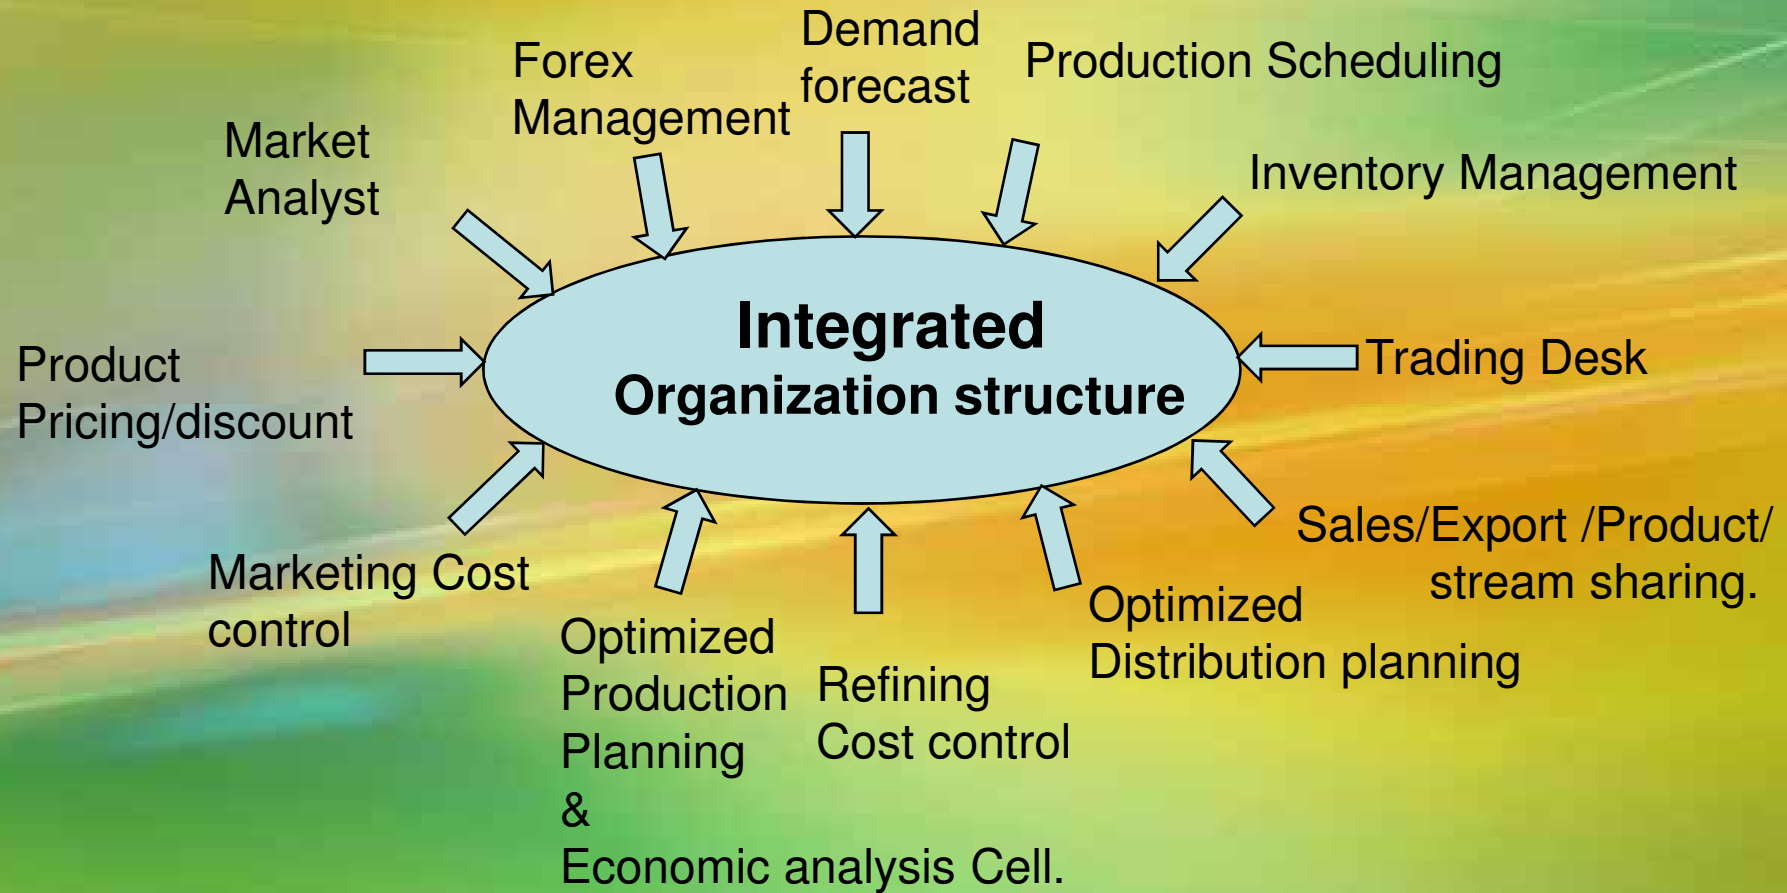 Demand
forecast
Forex
Management
Production Scheduling
Market
Analyst
Inventory Management
Integrated
Organization structure
Product
Pricing/discount
Trading Desk
Marketing Cost
control
Sales/Export /Product/
stream sharing.
Optimized
Production
Planning
&
Economic analysis Cell.
Refining
Cost control
Optimized
Distribution planning